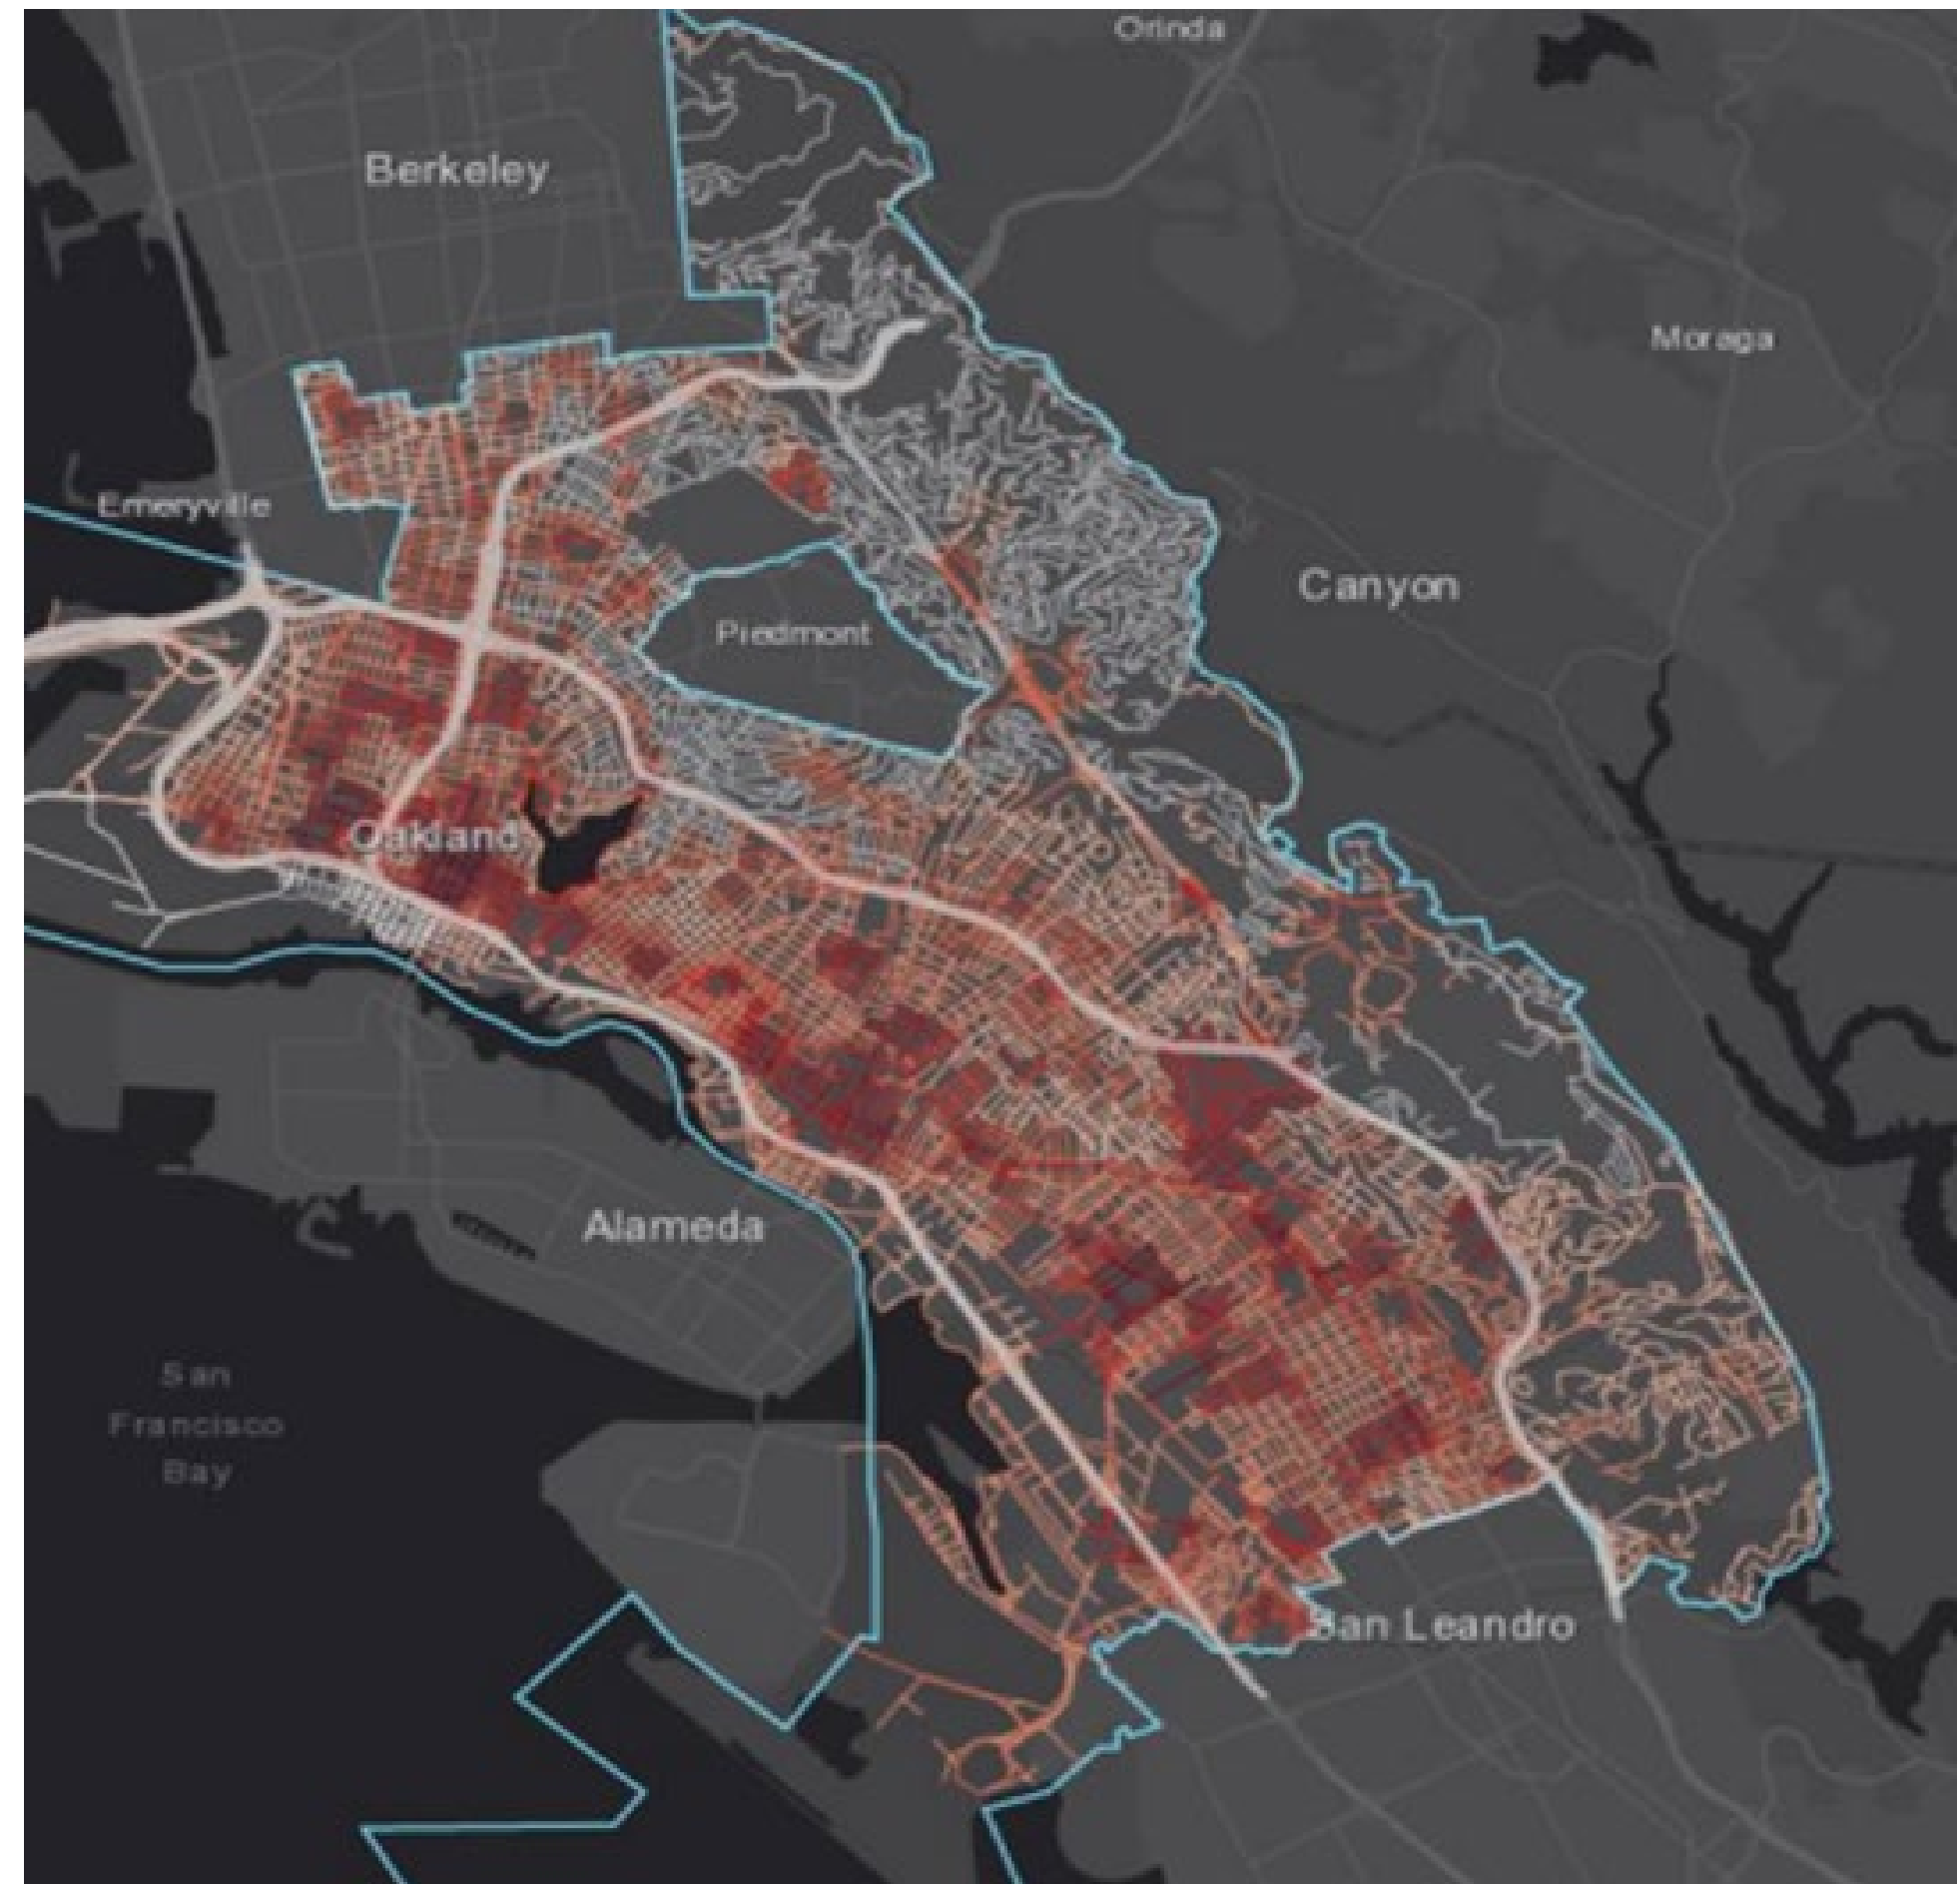 Orinda
Berkeley
Moraga
Emeryville
Canyon
Piedmont
Oakland
Alameda
San
Francisco
Bay
San Leandro